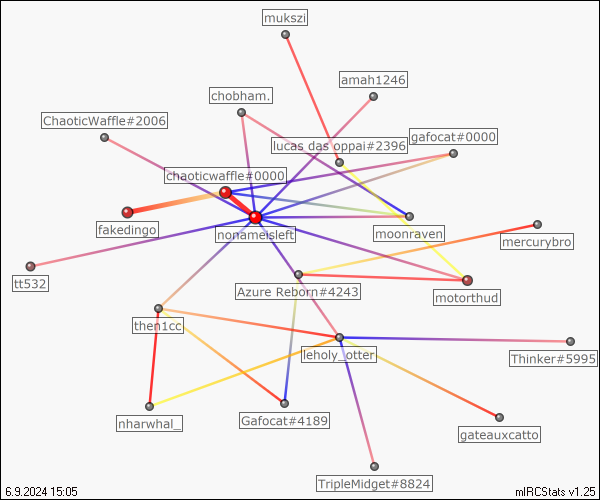 mukszi
amah1246
chobham.
ChaoticWaffle#2006
gafocat#0000
lucas das oppai#2396
chaoticwaffle#0000
fakedingo
nonameisleft
moonraven
mercurybro
tt532
Azure Reborn#4243
motorthud
then1cc
leholy_otter
Thinker#5995
nharwhal_
Gafocat#4189
gateauxcatto
TripleMidget#8824
6.9.2024 15:05
mIRCStats v1.25